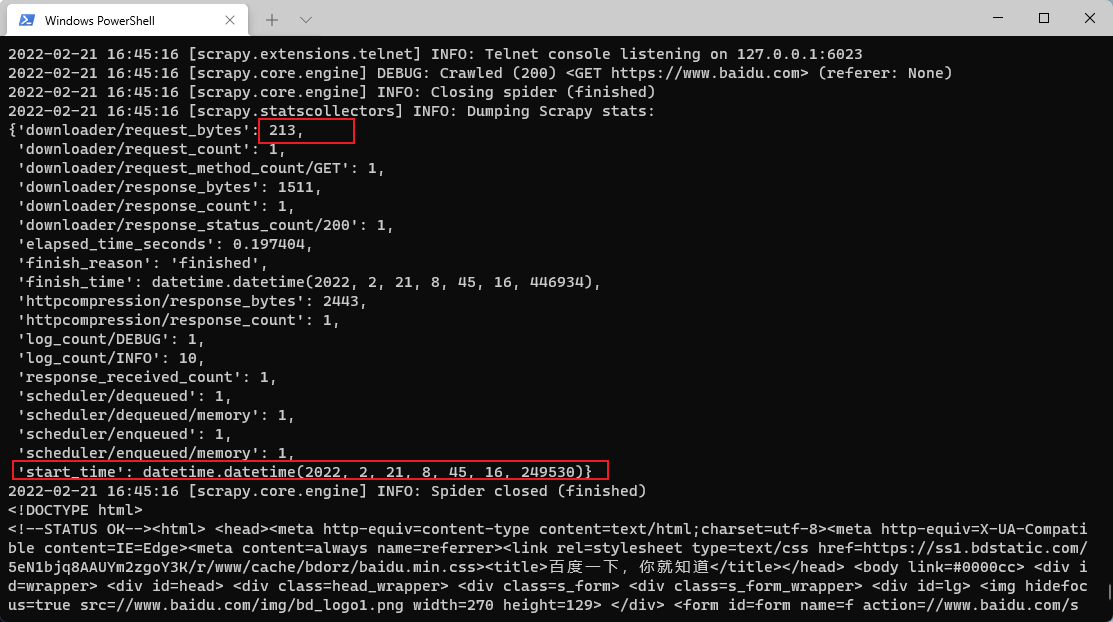 Windows PowerShell
2022-02-21 16:45:16 [scrapy.extensions.telnet] INFO: Telnet console listening on 127.0.0.1:6023
2022-02-21 16:45:16 [scrapy.core.engine] DEBUG: Crawled (200) <GET https://www.baidu.com> (referer: None)
2022-02-21 16:45:16 [scrapy.core.engine] INFO: Closing spider (finished)
2022-02-21 16:45:16 [scrapy.statscollectors] INFO: Dumping Scrapy stats:
{'downloader/request_bytes': 213,
'downloader/request_count': 1,
'downloader/request_method_count/GET': 1,
'downloader/response_bytes': 1511,
'downloader/response_count': 1,
'downloader/response_status_count/200': 1,
'elapsed_time_seconds': 0.197404,
'finish_reason': 'finished',
'finish_time': datetime.datetime(2022, 2, 21, 8, 45, 16, 446934),
'httpcompression/response_bytes': 2443,
'httpcompression/response_count': 1,
'log_count/DEBUG': 1,
'log_count/INFO': 10,
'response_received_count': 1,
'scheduler/dequeued': 1,
'scheduler/dequeued/memory': 1,
'scheduler/enqueued': 1,
'scheduler/enqueued/memory': 1,
'start_time': datetime.datetime(2022, 2, 21, 8, 45, 16, 249530)}
2022-02-21 16:45:16 [scrapy.core.engine] INFO: Spider closed (finished)
<!DOCTYPE html>
<!--STATUS OK--><html> <head><meta http-equiv=content-type content=text/html;charset=utf-8><meta http-equiv=X-UA-Compati
ble content=IE=Edge><meta content=always name=referrer><link rel=stylesheet type=text/css href=https://ss1.bdstatic.com/
5eN1bjq8AAUYm2zgoY3K/r/www/cache/bdorz/baidu.min.css><title>百度一下，你就知道</title></head> <body link=#0000cc> <div i
d=wrapper> <div id=head> <div class=head_wrapper> <div class=s_form> <div class=s_form_wrapper> <div id=lg> <img hidefoc
us=true src=//www.baidu.com/img/bd_logo1.png width=270 height=129> </div> <form id=form name=f action=//www.baidu.com/s